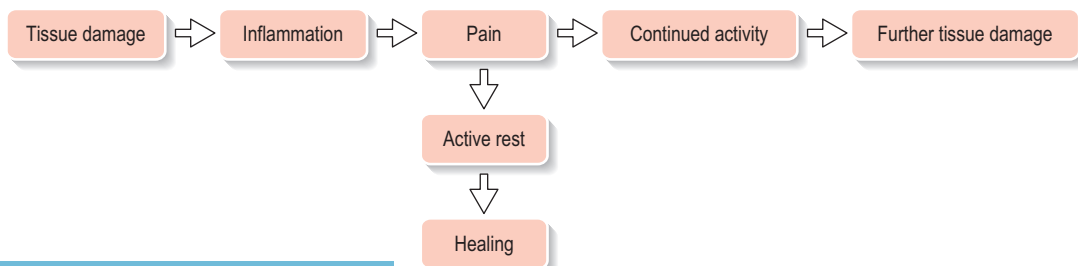 Tissue damage
Inflammation
Pain
Continued activity
Further tissue damage
Active rest
Healing